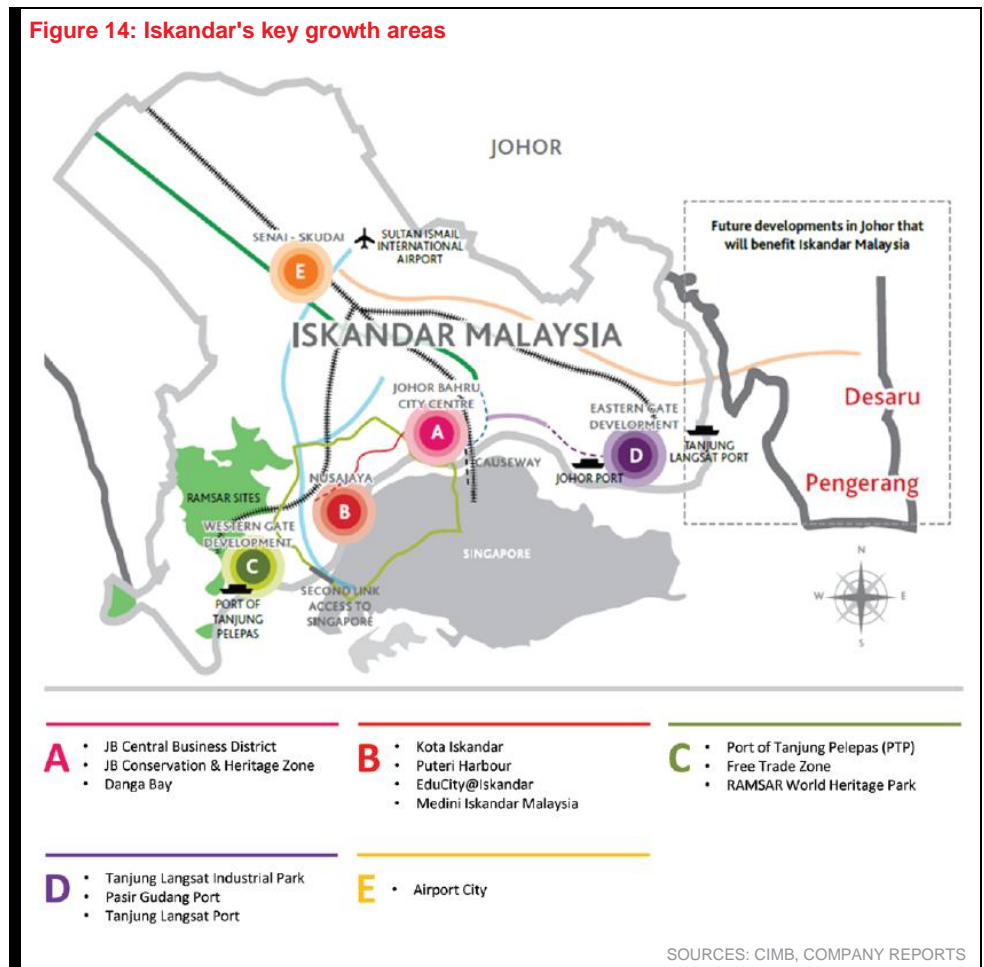 Figure 14: Iskandar's key growth areas
JOHOR
Future developments in Johor that
will benefit Iskandar Malaysia
SENAI - SKUDAI
SULTAN ISMAIL
INTERNATIONAL
AIRPORT
E
ISKANDAR MALAYSIA
JOHOR BAHRU
CITY CENTRE
A
EASTERN GATE
DEVELOPMENT
D
Desaru
TANJUNG
LANGSAT PORT
CAUSEWAY
JOHOR PORT
Pengerang
NUSAJAYA
B
RAMSAR SITES
WESTERN GATE
DEVELOPMENT
C
SINGAPORE
N
W
E
S
SECOND LINK
ACCESS TO
SINGAPORE
PORT OF
TANJUNG
PELEPAS
A
• JB Central Business District
• JB Conservation & Heritage Zone
• Danga Bay
B
• Kota Iskandar
• Puteri Harbour
• EduCity@Iskandar
• Medini Iskandar Malaysia
C
• Port of Tanjung Pelepas (PTP)
• Free Trade Zone
• RAMSAR World Heritage Park
D
• Tanjung Langsat Industrial Park
• Pasir Gudang Port
• Tanjung Langsat Port
E
• Airport City
SOURCES: CIMB, COMPANY REPORTS